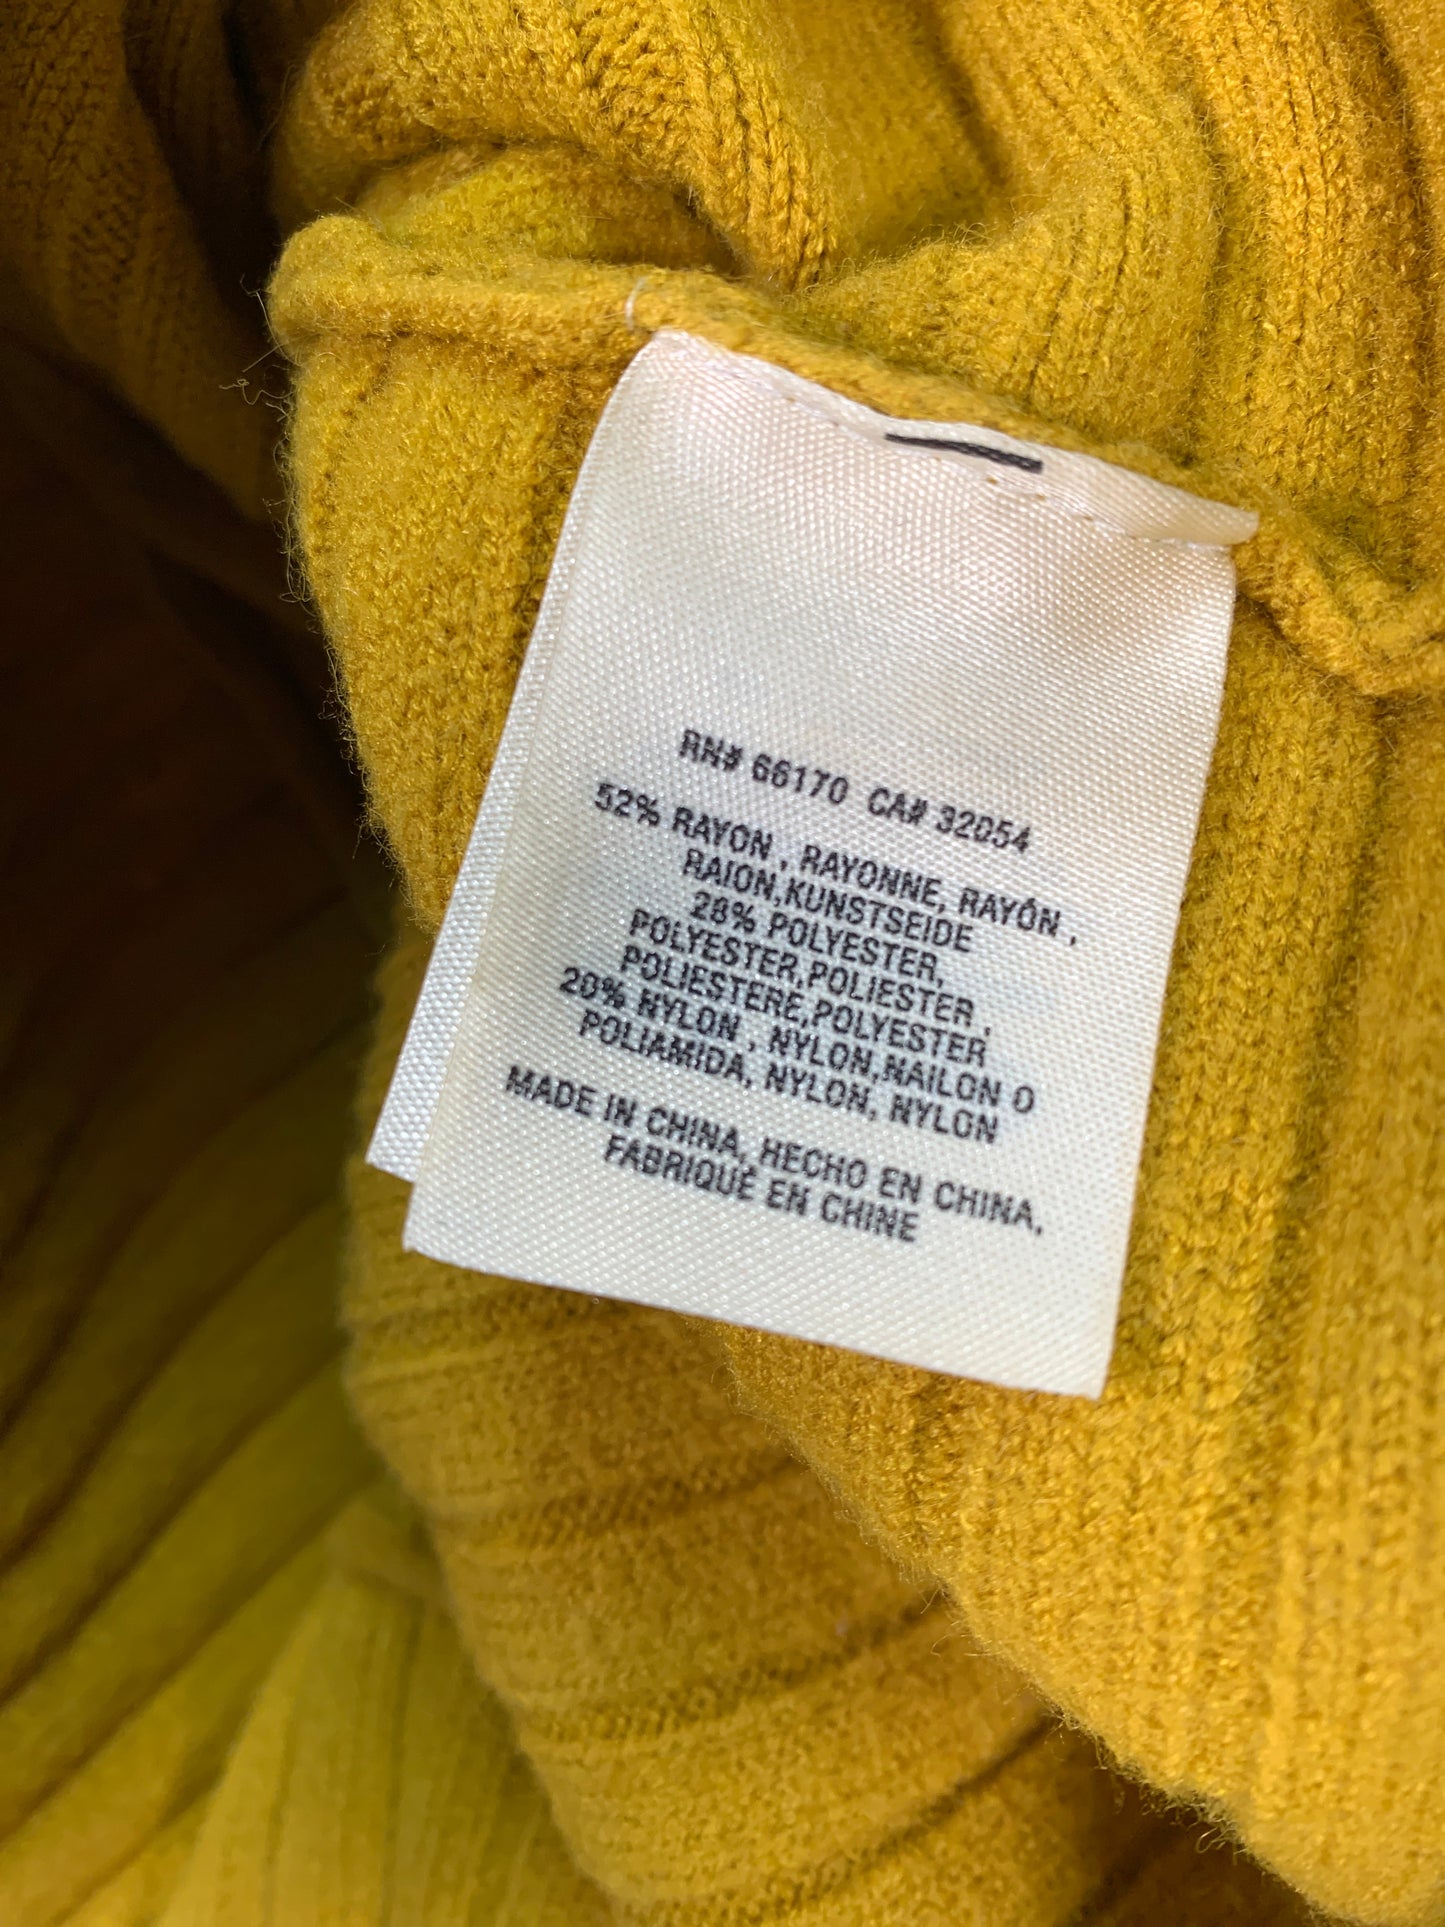 RN# 66170 CA# 32054
52% RAYON , RAYONNE, RAYÓN ,
RAION,KUNSTSEIDE
28% POLYESTER,
POLYESTER,POLIESTER ,
POLIESTERE,POLYESTER
20% NYLON , NYLON,NAILON O
POLIAMIDA, NYLON, NYLON
MADE IN CHINA, HECHO EN CHINA,
FABRIQUÉ EN CHINE